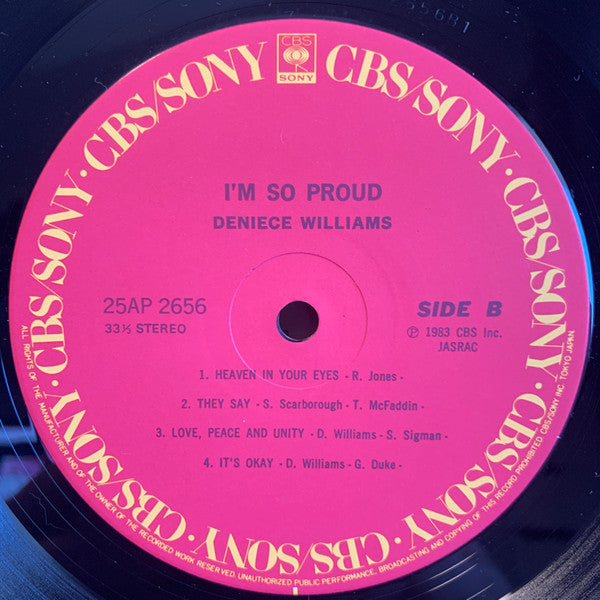 55681
CBS
SONY
CBS/SONY · CBS/SONY · CBS/SONY · CBS/SONY · CBS/SONY · CBS/SONY · CBS/SONY
I'M SO PROUD
DENIECE WILLIAMS
25AP 2656
33⅓ STEREO
SIDE B
Ⓟ 1983 CBS Inc.
JASRAC
1. HEAVEN IN YOUR EYES - R. Jones -
2. THEY SAY - S. Scarborough - T. McFaddin -
3. LOVE, PEACE AND UNITY - D. Williams - S. Sigman -
4. IT'S OKAY - D. Williams - G. Duke -
ALL RIGHTS OF THE MANUFACTURER AND OF THE OWNER OF THE RECORDED WORK RESERVED. UNAUTHORIZED PUBLIC PERFORMANCE, BROADCASTING AND COPYING OF THIS RECORD PROHIBITED CBS/SONY INC. TOKYO JAPAN